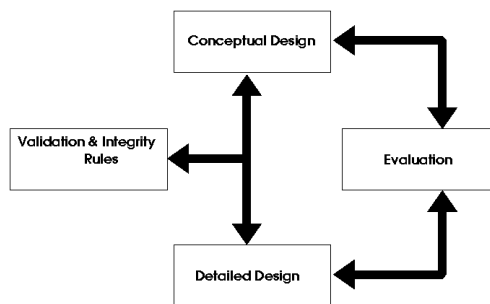 Conceptual Design
Validation & Integrity
Rules
Evaluation
Detailed Design